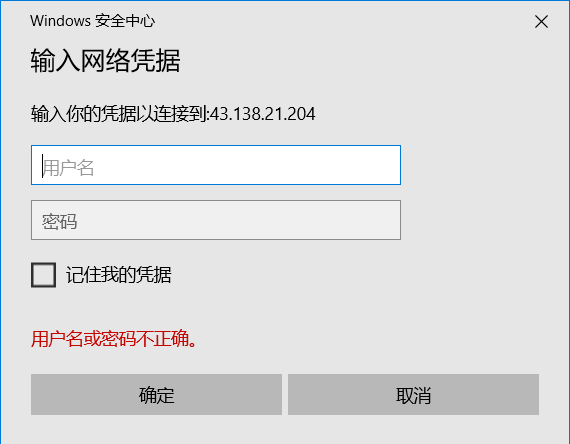 Windows 安全中心
输入网络凭据
输入你的凭据以连接到:43.138.21.204
用户名
密码
记住我的凭据
用户名或密码不正确。
确定 取消